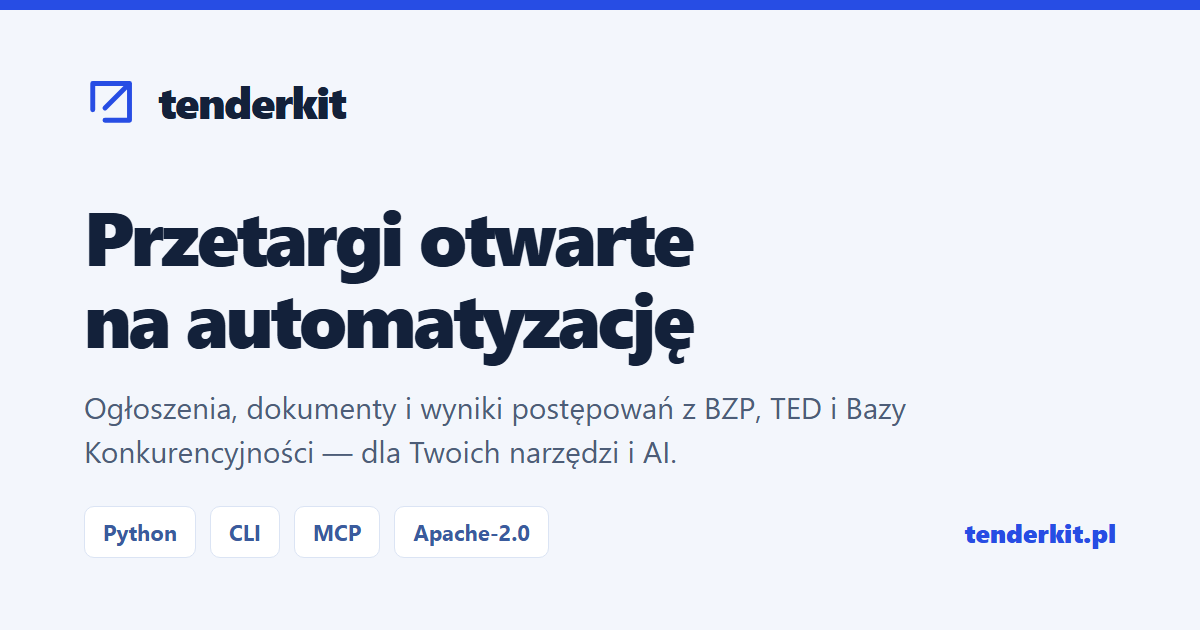 tenderkit
Przetargi otwarte
na automatyzację
Ogłoszenia, dokumenty i wyniki postępowań z BZP, TED i Bazy
Konkurencyjności — dla Twoich narzędzi i AI.
Python CLI MCP Apache-2.0
tenderkit.pl